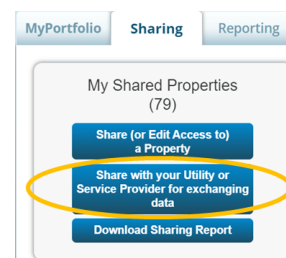 MyPortfolio Sharing Reporting
My Shared Properties
(79)
Share (or Edit Access to)
a Property
Share with your Utility or
Service Provider for exchanging
data
Download Sharing Report